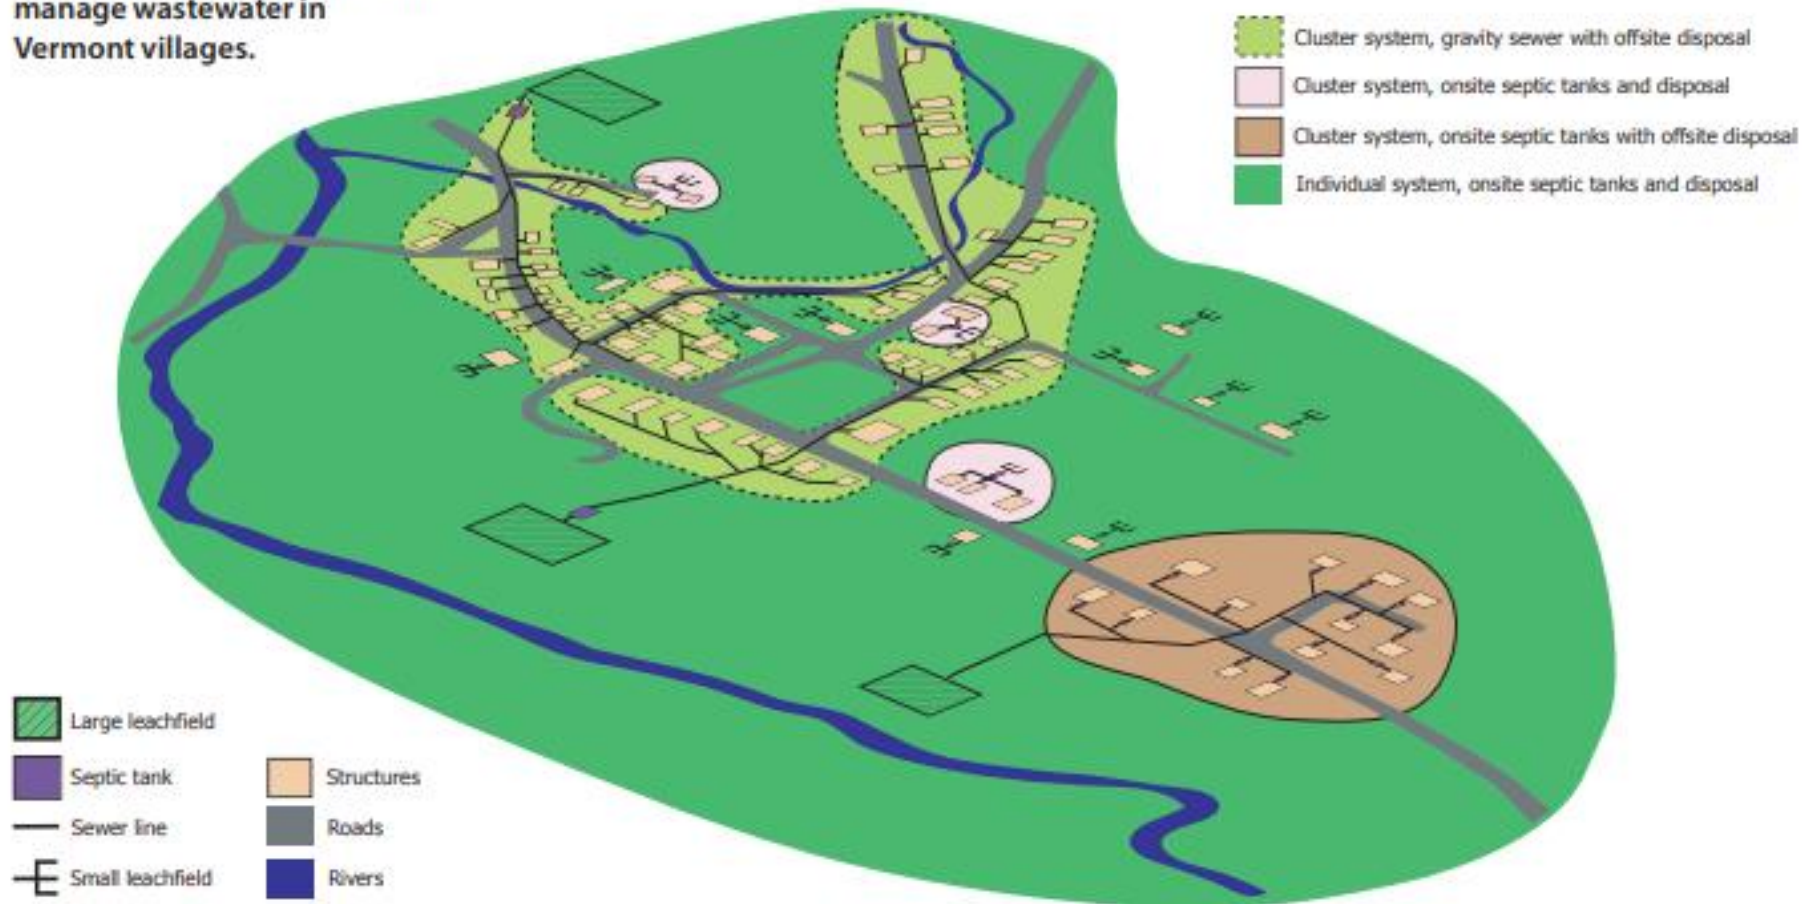 manage wastewater in
Vermont villages.
Cluster system, gravity sewer with offsite disposal
Cluster system, onsite septic tanks and disposal
Cluster system, onsite septic tanks with offsite disposal
Individual system, onsite septic tanks and disposal
Large leachfield
Septic tank
Sewer line
Small leachfield
Structures
Roads
Rivers